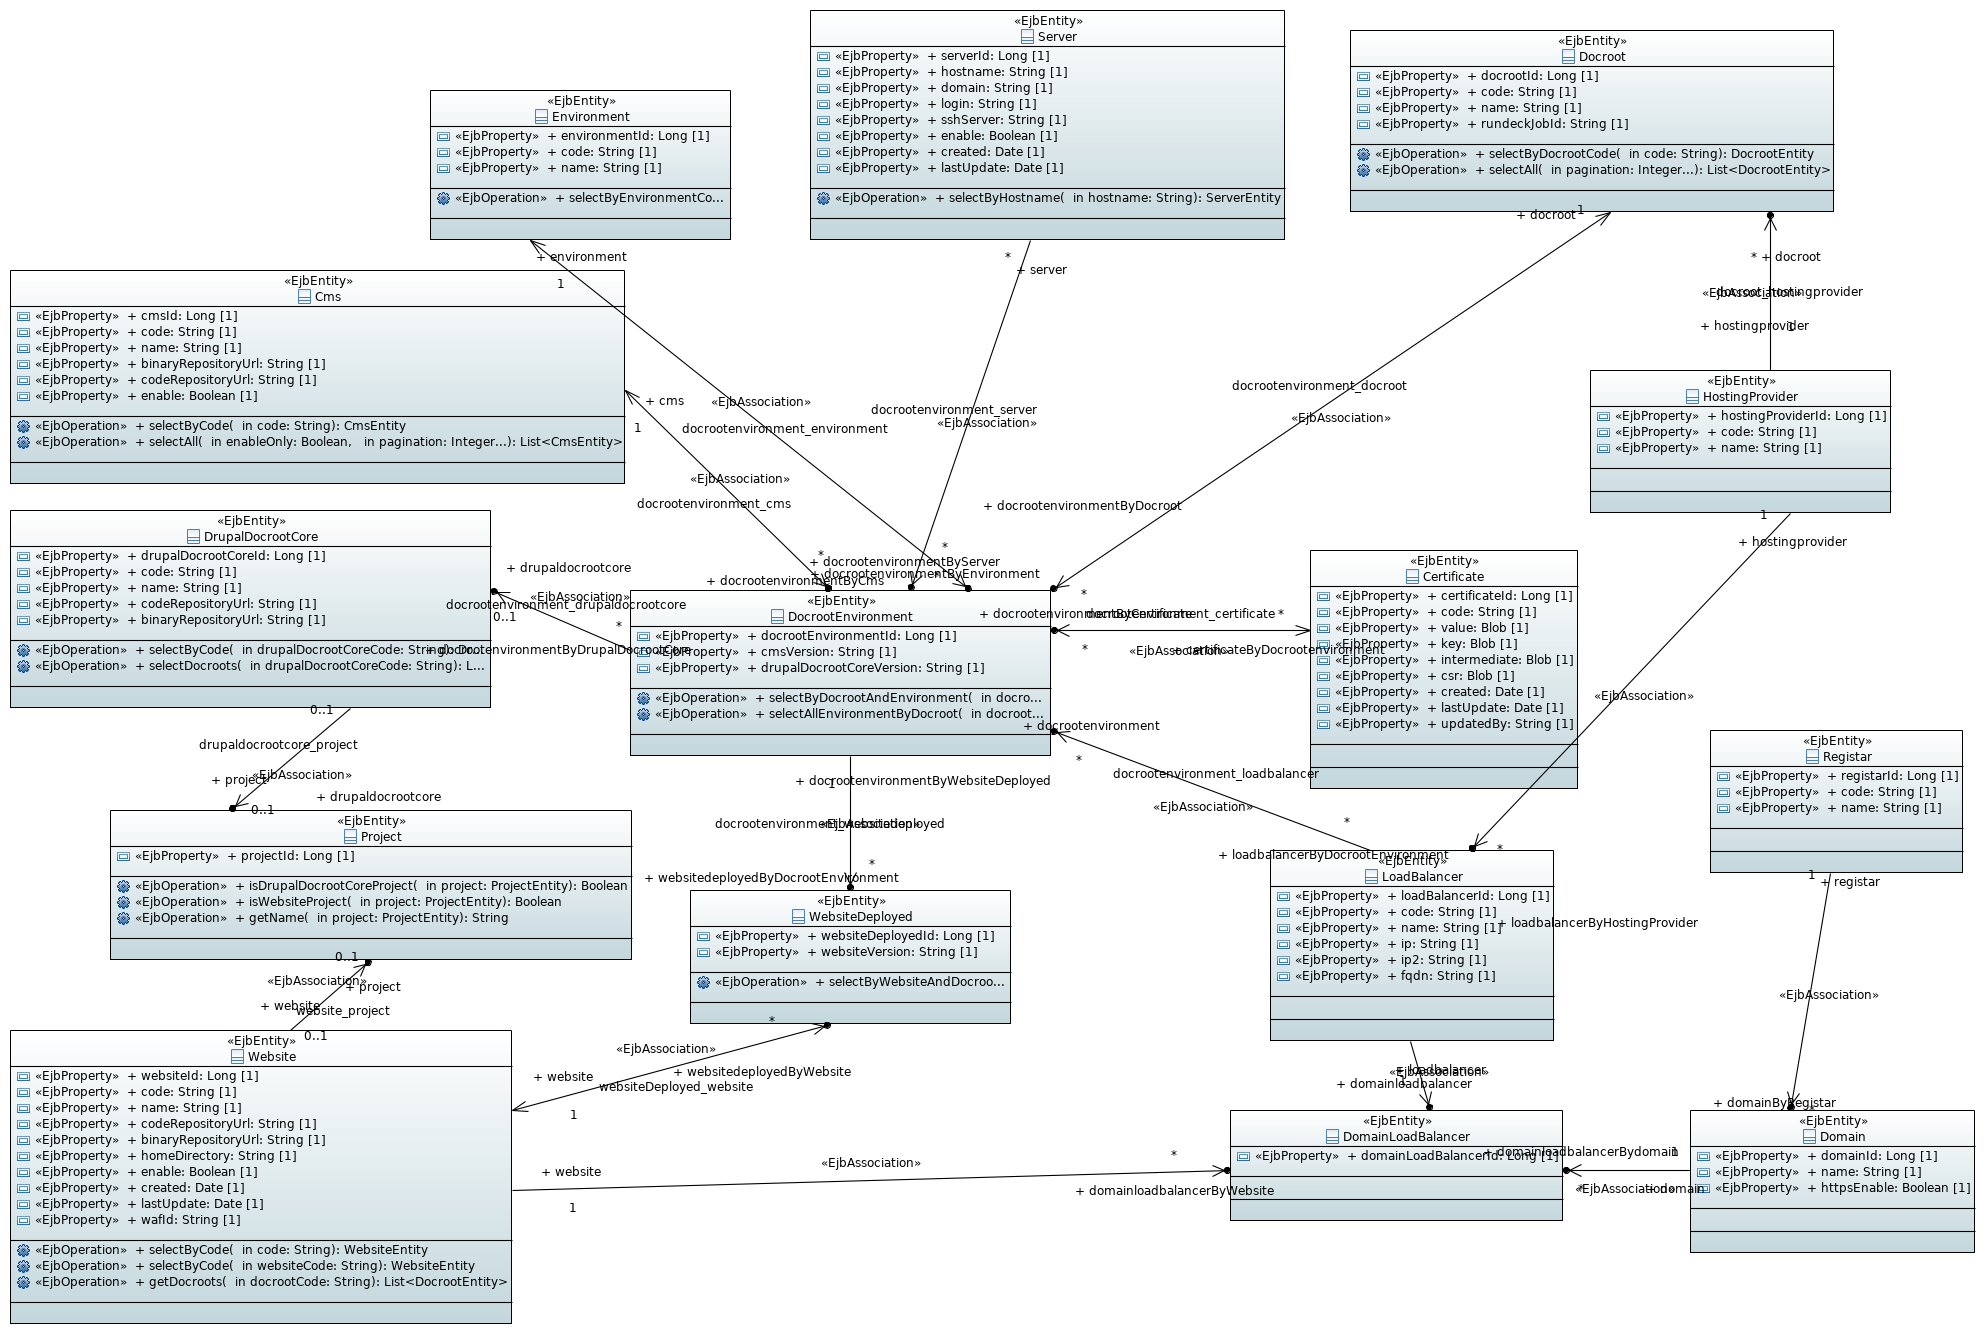 «EjbEntity»
Server
«EjbProperty» + serverId: Long [1]
«EjbProperty» + hostname: String [1]
«EjbProperty» + domain: String [1]
«EjbProperty» + login: String [1]
«EjbProperty» + sshServer: String [1]
«EjbProperty» + enable: Boolean [1]
«EjbProperty» + created: Date [1]
«EjbProperty» + lastUpdate: Date [1]
«EjbOperation» + selectByHostname( in hostname: String): ServerEntity
«EjbEntity»
Docroot
«EjbProperty» + docrootId: Long [1]
«EjbProperty» + code: String [1]
«EjbProperty» + name: String [1]
«EjbProperty» + rundeckJobId: String [1]
«EjbOperation» + selectByDocrootCode( in code: String): DocrootEntity
«EjbOperation» + selectAll( in pagination: Integer...): List<DocrootEntity>
«EjbEntity»
Environment
«EjbProperty» + environmentId: Long [1]
«EjbProperty» + code: String [1]
«EjbProperty» + name: String [1]
«EjbOperation» + selectByEnvironmentCo...
+ docroot
1
+ environment
1
*
+ server
* + docroot
«EjbAssociation»
docroot_hostingprovider
+ hostingprovider
1
«EjbEntity»
Cms
«EjbProperty» + cmsId: Long [1]
«EjbProperty» + code: String [1]
«EjbProperty» + name: String [1]
«EjbProperty» + binaryRepositoryUrl: String [1]
«EjbProperty» + codeRepositoryUrl: String [1]
«EjbProperty» + enable: Boolean [1]
«EjbOperation» + selectByCode( in code: String): CmsEntity
«EjbOperation» + selectAll( in enableOnly: Boolean, in pagination: Integer...): List<CmsEntity>
+ cms
1
«EjbAssociation»
docrootenvironment_environment
docrootenvironment_server
«EjbAssociation»
docrootenvironment_docroot
«EjbAssociation»
«EjbEntity»
HostingProvider
«EjbProperty» + hostingProviderId: Long [1]
«EjbProperty» + code: String [1]
«EjbProperty» + name: String [1]
1
+ hostingprovider
«EjbAssociation»
docrootenvironment_cms
+ docrootenvironmentByDocroot
*
*
+ docrootenvironmentByServer
*
+ docrootenvironmentByEnvironment
+ docrootenvironmentByCms
*
«EjbEntity»
DrupalDocrootCore
«EjbProperty» + drupalDocrootCoreId: Long [1]
«EjbProperty» + code: String [1]
«EjbProperty» + name: String [1]
«EjbProperty» + codeRepositoryUrl: String [1]
«EjbProperty» + binaryRepositoryUrl: String [1]
«EjbOperation» + selectByCode( in drupalDocrootCoreCode: String): Do
«EjbOperation» + selectDocroots( in drupalDocrootCoreCode: String): L...
+ drupaldocrootcore
«EjbAssociation»
docrootenvironment_drupaldocrootcore
0..1
*
+ docrootenvironmentByDrupalDocrootCore
«EjbEntity»
DocrootEnvironment
«EjbProperty» + docrootEnvironmentId: Long [1]
«EjbProperty» + cmsVersion: String [1]
«EjbProperty» + drupalDocrootCoreVersion: String [1]
«EjbOperation» + selectByDocrootAndEnvironment( in docro...
«EjbOperation» + selectAllEnvironmentByDocroot( in docroot...
+ docrootenvironmentByCertificate
docrootenvironment_certificate *
*
«EjbAssociation»
+ certificateByDocrootenvironment
«EjbEntity»
Certificate
«EjbProperty» + certificateId: Long [1]
«EjbProperty» + code: String [1]
«EjbProperty» + value: Blob [1]
«EjbProperty» + key: Blob [1]
«EjbProperty» + intermediate: Blob [1]
«EjbProperty» + csr: Blob [1]
«EjbProperty» + created: Date [1]
«EjbProperty» + lastUpdate: Date [1]
«EjbProperty» + updatedBy: String [1]
«EjbAssociation»
0..1
drupaldocrootcore_project
«EjbAssociation»
+ project
0..1
+ drupaldocrootcore
+ docrootenvironment
*
docrootenvironment_loadbalancer
«EjbAssociation»
*
+ loadbalancerByDocrootEnvironment
+ docrootenvironmentByWebsiteDeployed
1
docrootenvironment_websitedeployed
«EjbAssociation»
*
+ websitedeployedByDocrootEnvironment
«EjbEntity»
Registar
«EjbProperty» + registarId: Long [1]
«EjbProperty» + code: String [1]
«EjbProperty» + name: String [1]
1
+ registar
«EjbEntity»
Project
«EjbProperty» + projectId: Long [1]
«EjbOperation» + isDrupalDocrootCoreProject( in project: ProjectEntity): Boolean
«EjbOperation» + isWebsiteProject( in project: ProjectEntity): Boolean
«EjbOperation» + getName( in project: ProjectEntity): String
0..1
«EjbAssociation»
+ project
+ website
website_project
0..1
«EjbEntity»
WebsiteDeployed
«EjbProperty» + websiteDeployedId: Long [1]
«EjbProperty» + websiteVersion: String [1]
«EjbOperation» + selectByWebsiteAndDocroo...
*
«EjbEntity»
LoadBalancer
«EjbProperty» + loadBalancerId: Long [1]
«EjbProperty» + code: String [1]
«EjbProperty» + name: String [1]
«EjbProperty» + ip: String [1]
«EjbProperty» + ip2: String [1]
«EjbProperty» + fqdn: String [1]
*
+ loadbalancerByHostingProvider
«EjbAssociation»
«EjbEntity»
Website
«EjbProperty» + websiteId: Long [1]
«EjbProperty» + code: String [1]
«EjbProperty» + name: String [1]
«EjbProperty» + codeRepositoryUrl: String [1]
«EjbProperty» + binaryRepositoryUrl: String [1]
«EjbProperty» + homeDirectory: String [1]
«EjbProperty» + enable: Boolean [1]
«EjbProperty» + created: Date [1]
«EjbProperty» + lastUpdate: Date [1]
«EjbProperty» + wafId: String [1]
«EjbOperation» + selectByCode( in code: String): WebsiteEntity
«EjbOperation» + selectByCode( in websiteCode: String): WebsiteEntity
«EjbOperation» + getDocroots( in docrootCode: String): List<DocrootEntity>
«EjbAssociation»
+ website
+ websitedeployedByWebsite
websiteDeployed_website
1
+ loadbalancer
«EjbAssociation»
+ domainloadbalancer
+ domainByRegistar
*
+ website
1
«EjbAssociation»
*
+ domainloadbalancerByWebsite
«EjbEntity»
DomainLoadBalancer
«EjbProperty» + domainLoadBalancerId: Long [1]
+ domainloadbalancerBydomain
1
«EjbAssociation»
+ domain
«EjbEntity»
Domain
«EjbProperty» + domainId: Long [1]
«EjbProperty» + name: String [1]
«EjbProperty» + httpsEnable: Boolean [1]